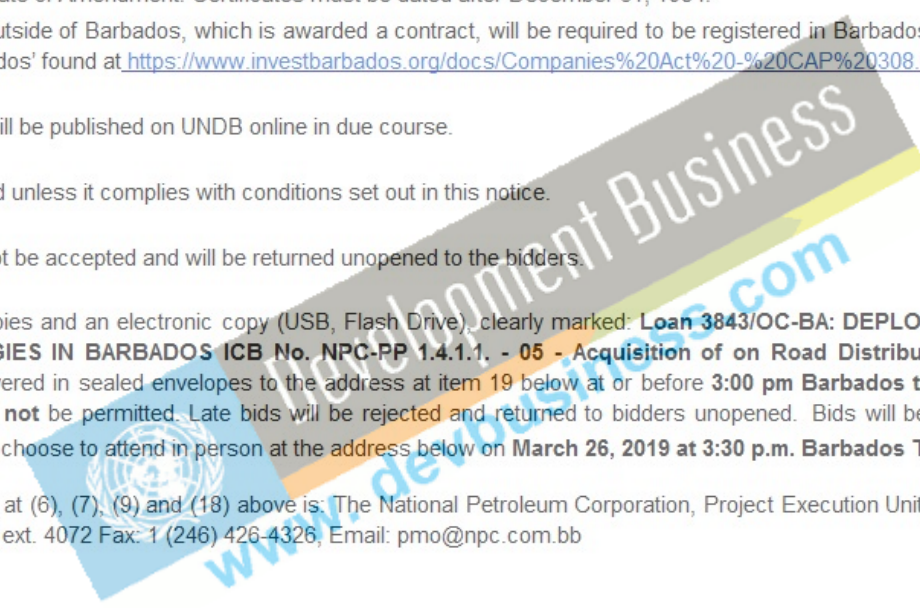 outside of Barbados, which is awarded a contract, will be required to be registered in Barbados
dos’ found at https://www.investbarbados.org/docs/Companies%20Act%20-%20CAP%20308.
ill be published on UNDB online in due course.
d unless it complies with conditions set out in this notice.
ot be accepted and will be returned unopened to the bidders.
pies and an electronic copy (USB, Flash Drive), clearly marked: Loan 3843/OC-BA: DEPLO
GIES IN BARBADOS ICB No. NPC-PP 1.4.1.1. - 05 - Acquisition of on Road Distribu
vered in sealed envelopes to the address at item 19 below at or before 3:00 pm Barbados t
not be permitted. Late bids will be rejected and returned to bidders unopened. Bids will be
choose to attend in person at the address below on March 26, 2019 at 3:30 p.m. Barbados T
at (6), (7), (9) and (18) above is: The National Petroleum Corporation, Project Execution Unit
ext. 4072 Fax: 1 (246) 426-4326, Email: pmo@npc.com.bb
Development Business
www.devbusiness.com